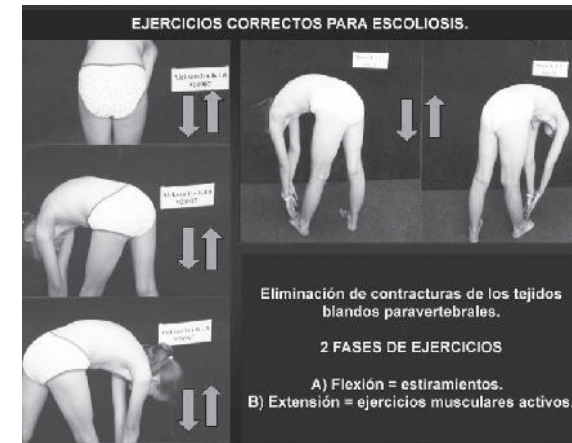 EJERCICIOS CORRECTOS PARA ESCOLIOSIS.
Eliminación de contracturas de los tejidos
blandos paravertebrales.
2 FASES DE EJERCICIOS
A) Flexión = estiramientos.
B) Extensión = ejercicios musculares activos.